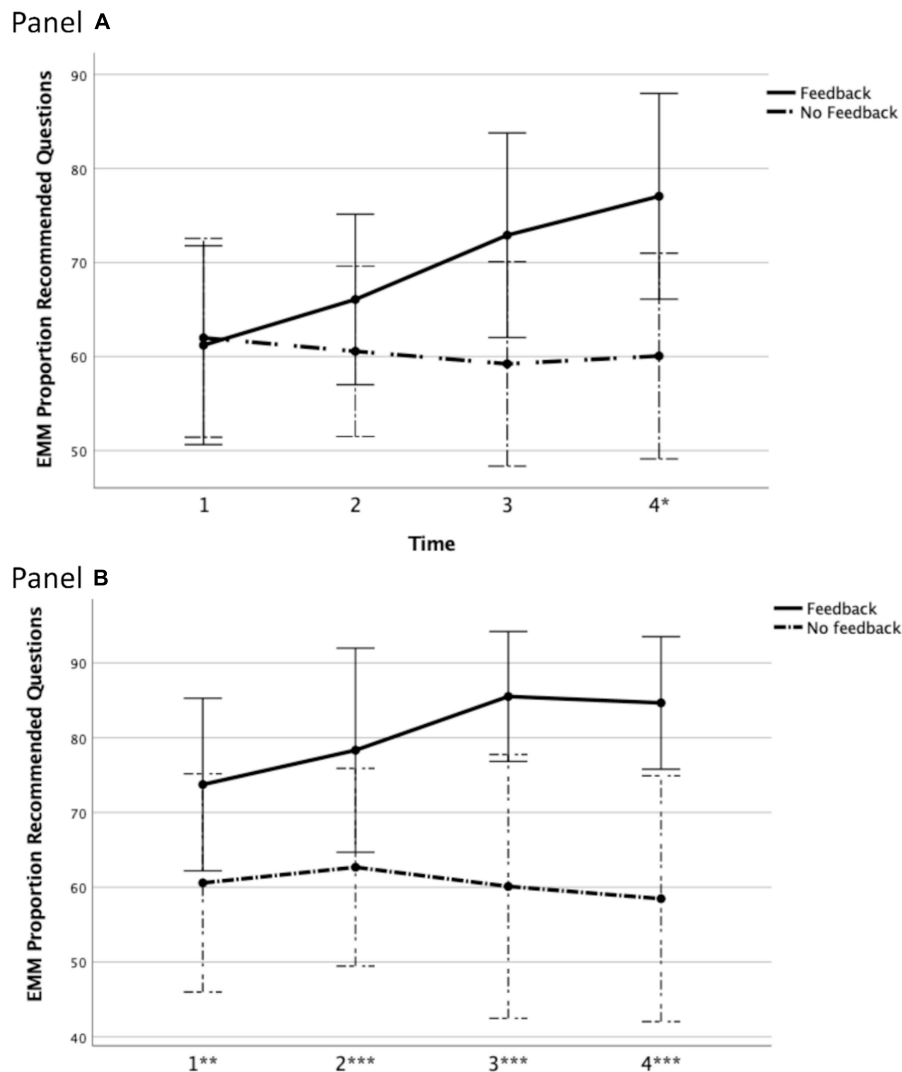 Panel A
EMM Proportion Recommended Questions
90
80
70
60
50
1 2 3 4*
Time
Feedback
No Feedback
Panel B
EMM Proportion Recommended Questions
90
80
70
60
50
40
1** 2*** 3*** 4***
Feedback
No feedback